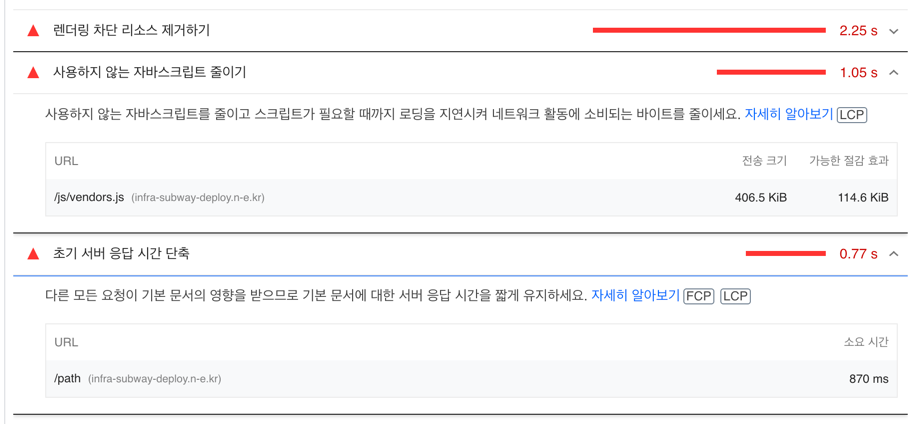 렌더링 차단 리소스 제거하기 2.25 s
사용하지 않는 자바스크립트 줄이기 1.05 s
사용하지 않는 자바스크립트를 줄이고 스크립트가 필요할 때까지 로딩을 지연시켜 네트워크 활동에 소비되는 바이트를 줄이세요. 자세히 알아보기 LCP
URL 전송 크기 가능한 절감 효과
/js/vendors.js (infra-subway-deploy.n-e.kr) 406.5 KiB 114.6 KiB
초기 서버 응답 시간 단축 0.77 s
다른 모든 요청이 기본 문서의 영향을 받으므로 기본 문서에 대한 서버 응답 시간을 짧게 유지하세요. 자세히 알아보기 FCP LCP
URL 소요 시간
/path (infra-subway-deploy.n-e.kr) 870 ms